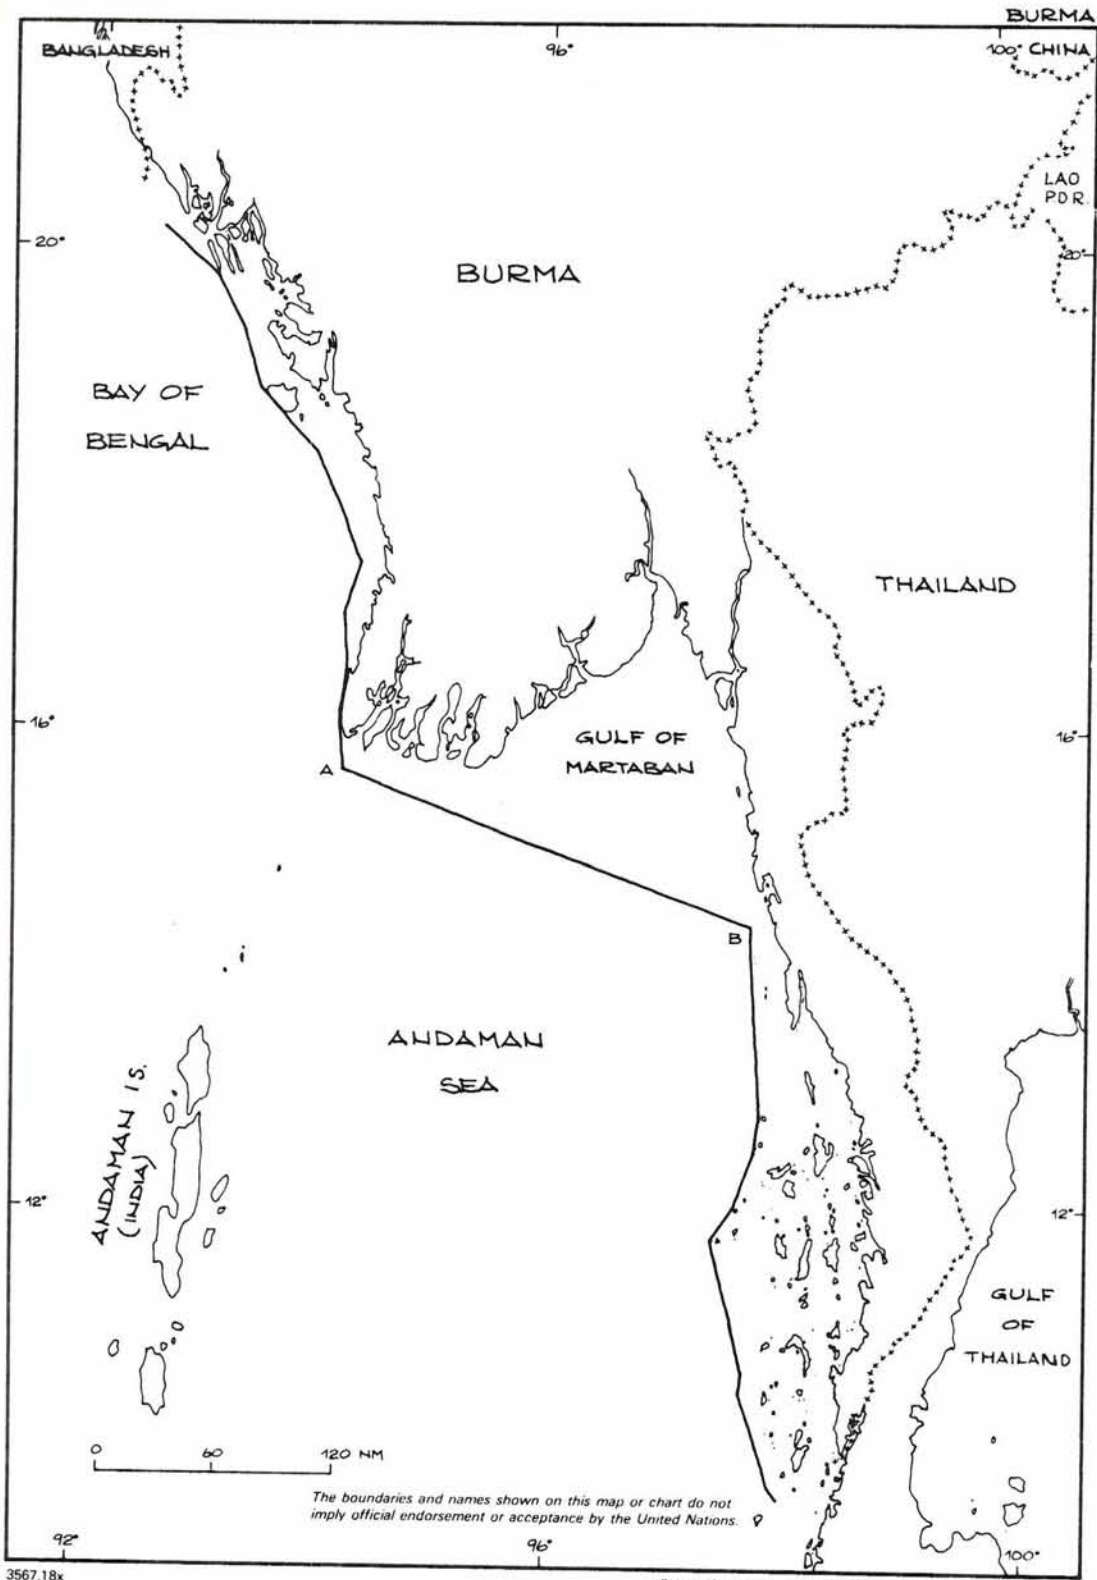 BURMA
BANGLADESH
96°
100° CHINA
LAO
P.D.R.
20°
20°
BURMA
BAY OF
BENGAL
THAILAND
16°
16°
GULF OF
MARTABAN
A
B
ANDAMAN
SEA
ANDAMAN IS.
(INDIA)
12°
12°
GULF
OF
THAILAND
0 60 120 NM
The boundaries and names shown on this map or chart do not
imply official endorsement or acceptance by the United Nations.
92°
96°
100°
3567.18x